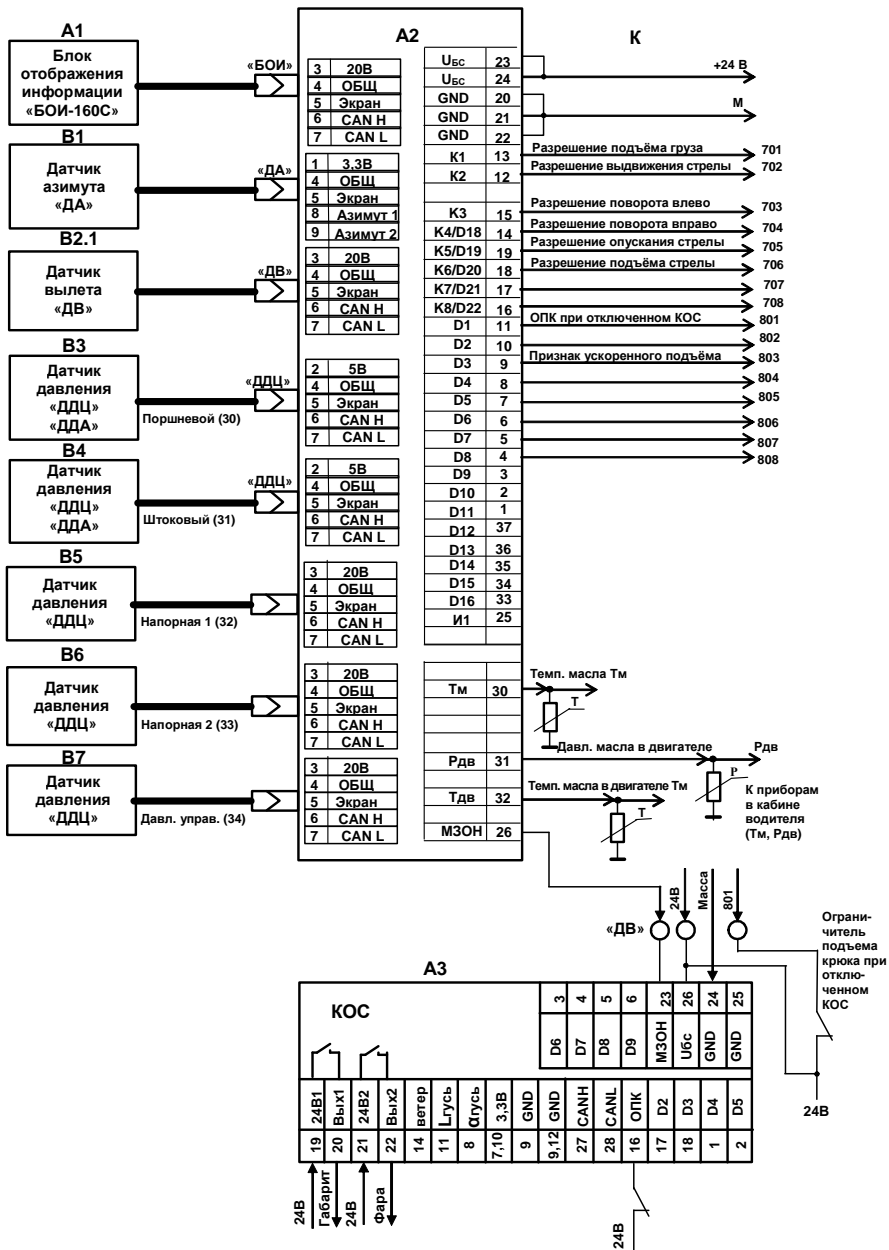 А1
Блок
отображения
информации
«БОИ-160С»
«БОИ»
В1
Датчик
азимута
«ДА»
«ДА»
В2.1
Датчик
вылета
«ДВ»
«ДВ»
В3
Датчик
давления
«ДДЦ»
«ДДА»
Поршневой (30)
«ДДЦ»
В4
Датчик
давления
«ДДЦ»
«ДДА»
Штоковый (31)
«ДДЦ»
В5
Датчик
давления
«ДДЦ»
Напорная 1 (32)
В6
Датчик
давления
«ДДЦ»
Напорная 2 (33)
В7
Датчик
давления
«ДДЦ»
Давл. управ. (34)
А2
3 20В
4 ОБЩ
5 Экран
6 CAN H
7 CAN L
1 3,3В
4 ОБЩ
5 Экран
8 Азимут 1
9 Азимут 2
3 20В
4 ОБЩ
5 Экран
6 CAN H
7 CAN L
2 5В
4 ОБЩ
5 Экран
6 CAN H
7 CAN L
2 5В
4 ОБЩ
5 Экран
6 CAN H
7 CAN L
3 20В
4 ОБЩ
5 Экран
6 CAN H
7 CAN L
3 20В
4 ОБЩ
5 Экран
6 CAN H
7 CAN L
3 20В
4 ОБЩ
5 Экран
6 CAN H
7 CAN L
UБС 23
UБС 24
GND 20
GND 21
GND 22
К1 13
К2 12
К3 15
К4/D18 14
К5/D19 19
К6/D20 18
К7/D21 17
К8/D22 16
D1 11
D2 10
D3 9
D4 8
D5 7
D6 6
D7 5
D8 4
D9 3
D10 2
D11 1
D12 37
D13 36
D14 35
D15 34
D16 33
И1 25
Тм 30
Рдв 31
Тдв 32
МЗОН 26
К
+24 В
М
Разрешение подъёма груза 701
Разрешение выдвижения стрелы 702
Разрешение поворота влево 703
Разрешение поворота вправо 704
Разрешение опускания стрелы 705
Разрешение подъёма стрелы 706
707
708
ОПК при отключенном КОС 801
802
Признак ускоренного подъёма 803
804
805
806
807
808
Темп. масла Тм
Т
Давл. масла в двигателе Рдв
Р
Темп. масла в двигателе Тм
Т
К приборам
в кабине
водителя
(Тм, Рдв)
«ДВ»
24В
Масса
801
Ограни-
читель
подъема
крюка при
отклю-
ченном
КОС
24В
А3
КОС
3 D6
4 D7
5 D8
6 D9
23 МЗОН
26 Uбс
24 GND
25 GND
24В1 19
Вых1 20
24В2 21
Вых2 22
ветер 14
Lгусь 11
αгусь 8
3,3В 7,10
GND 9
GND 9,12
CANH 27
CANL 28
ОПК 16
D2 17
D3 18
D4 1
D5 2
24В
Габарит
24В
Фара
24В